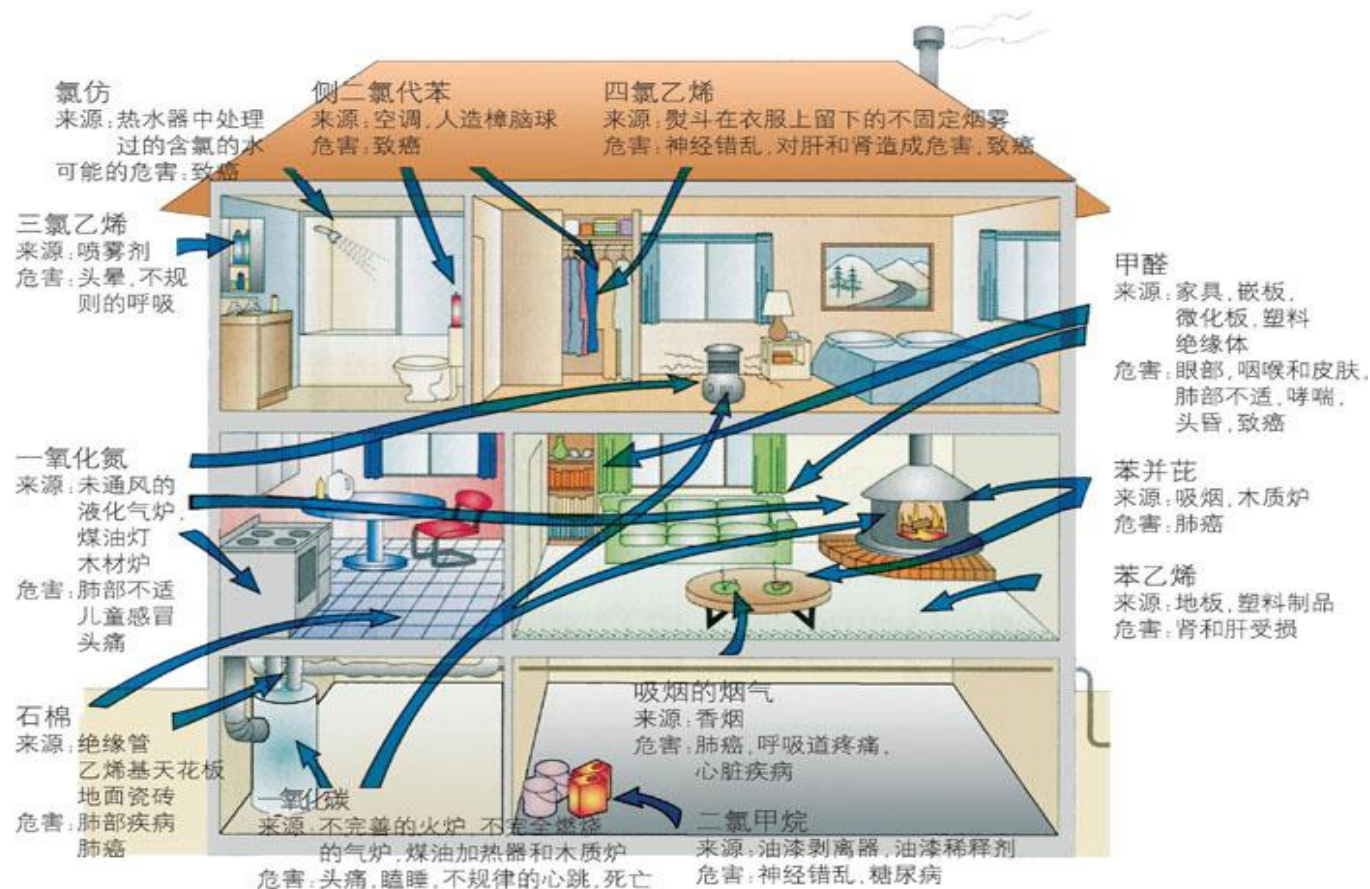 氯仿
来源:热水器中处理
过的含氯的水
可能的危害:致癌
侧二氯代苯
来源:空调,人造樟脑球
危害:致癌
四氯乙烯
来源:熨斗在衣服上留下的不固定烟雾
危害:神经错乱,对肝和肾造成危害,致癌
三氯乙烯
来源:喷雾剂
危害:头晕,不规
则的呼吸
甲醛
来源:家具,嵌板,
微化板,塑料
绝缘体
危害:眼部,咽喉和皮肤,
肺部不适,哮喘,
头昏,致癌
一氧化氮
来源:未通风的
液化气炉,
煤油灯
木材炉
危害:肺部不适
儿童感冒
头痛
苯并芘
来源:吸烟,木质炉
危害:肺癌
苯乙烯
来源:地板,塑料制品
危害:肾和肝受损
石棉
来源:绝缘管
乙烯基天花板
地面瓷砖
危害:肺部疾病
肺癌
吸烟的烟气
来源:香烟
危害:肺癌,呼吸道疼痛,
心脏疾病
一氧化碳
来源:不完善的火炉,不完全燃烧
的气炉,煤油加热器和木质炉
危害:头痛,瞌睡,不规律的心跳,死亡
二氯甲烷
来源:油漆剥离器,油漆稀释剂
危害:神经错乱,糖尿病